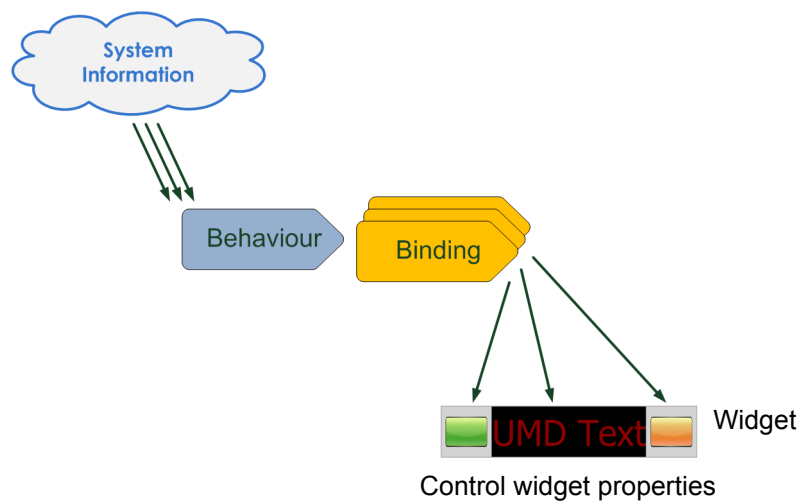 System
Information
Behaviour
Binding
UMD Text
Widget
Control widget properties